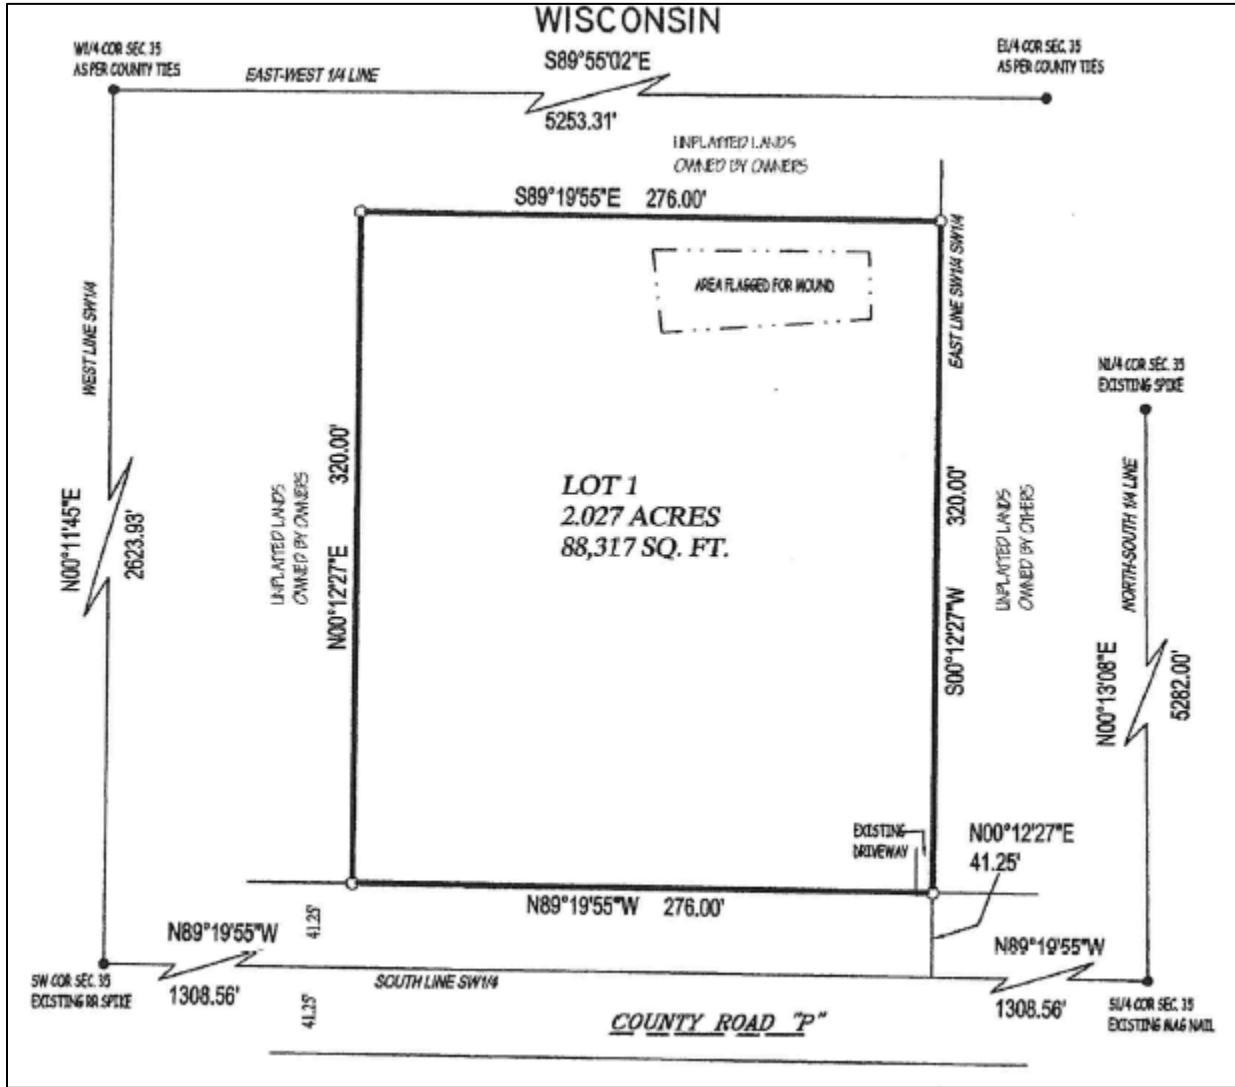 WISCONSIN
W1/4 COR SEC. 35
AS PER COUNTY TIES
EAST-WEST 1/4 LINE
S89°55'02"E
5253.31'
E1/4 COR SEC. 35
AS PER COUNTY TIES
UNPLATTED LANDS
OWNED BY OWNERS
S89°19'55"E 276.00'
AREA FLAGGED FOR MOUND
WEST LINE SW1/4
EAST LINE SW1/4 SW1/4
N1/4 COR SEC. 35
EXISTING SPIKE
N00°11'45"E
2623.93'
UNPLATTED LANDS
OWNED BY OWNERS
N00°12'27"E 320.00'
LOT 1
2.027 ACRES
88,317 SQ. FT.
S00°12'27"W 320.00'
UNPLATTED LANDS
OWNED BY OTHERS
NORTH-SOUTH 1/4 LINE
N00°13'08"E
5282.00'
EXISTING
DRIVEWAY
N00°12'27"E
41.25'
N89°19'55"W 276.00'
41.25'
N89°19'55"W
1308.56'
N89°19'55"W
1308.56'
SW COR SEC. 35
EXISTING RR SPIKE
SOUTH LINE SW1/4
41.25'
COUNTY ROAD "P"
S1/4 COR SEC. 35
EXISTING MAG NAIL